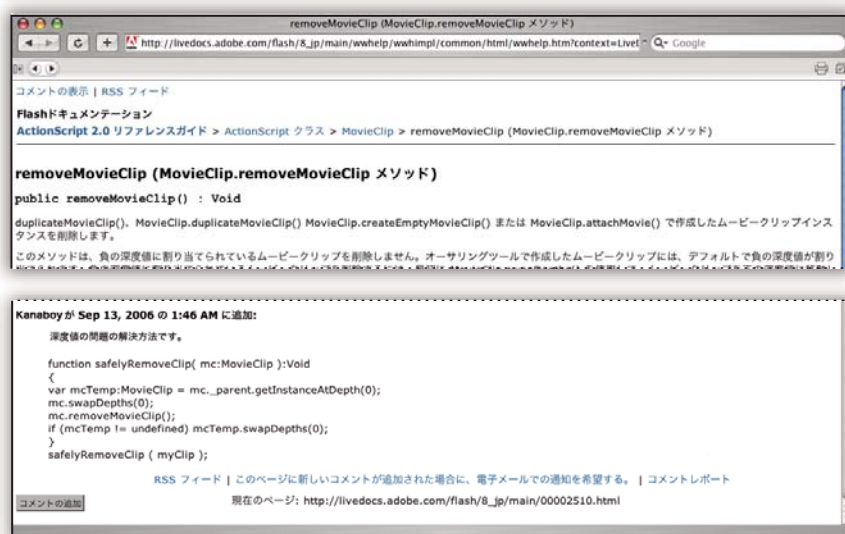 removeMovieClip (MovieClip.removeMovieClip メソッド)
http://livedocs.adobe.com/flash/8_jp/main/wwhelp/wwhimpl/common/html/wwhelp.htm?context=Live
Google
コメントの表示 | RSS フィード
Flashドキュメンテーション
ActionScript 2.0 リファレンスガイド > ActionScript クラス > MovieClip > removeMovieClip (MovieClip.removeMovieClip メソッド)
removeMovieClip (MovieClip.removeMovieClip メソッド)
public removeMovieClip() : Void
duplicateMovieClip()、MovieClip.duplicateMovieClip() MovieClip.createEmptyMovieClip() または MovieClip.attachMovie() で作成したムービークリップインス
タンスを削除します。
このメソッドは、負の深度値に割り当てられているムービークリップを削除しません。オーサリングツールで作成したムービークリップには、デフォルトで負の深度値が割り
Kanaboyが Sep 13, 2006 の 1:46 AM に追加:
深度値の問題の解決方法です。
function safelyRemoveClip( mc:MovieClip ):Void
{
var mcTemp:MovieClip = mc._parent.getInstanceAtDepth(0);
mc.swapDepths(0);
mc.removeMovieClip();
if (mcTemp != undefined) mcTemp.swapDepths(0);
}
safelyRemoveClip ( myClip );
RSS フィード | このページに新しいコメントが追加された場合に、電子メールでの通知を希望する。 | コメントレポート
コメントの追加
現在のページ: http://livedocs.adobe.com/flash/8_jp/main/00002510.html